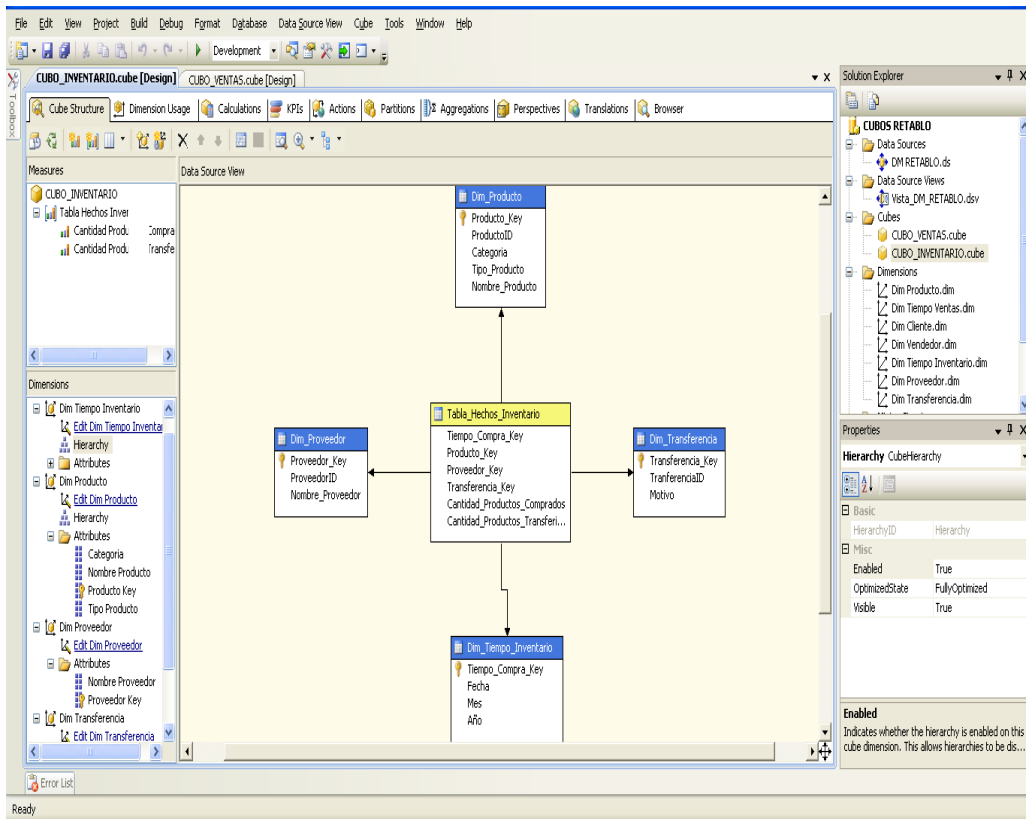 File Edit View Project Build Debug Format Database Data Source View Cube Tools Window Help
Development
Toolbox
CUBO_INVENTARIO.cube [Design] CUBO_VENTAS.cube [Design]
Cube Structure Dimension Usage Calculations KPIs Actions Partitions Aggregations Perspectives Translations Browser
Measures
CUBO_INVENTARIO
Tabla Hechos Inver
Cantidad Produ Compra
Cantidad Produ Transfe
Dimensions
Dim Tiempo Inventario
Edit Dim Tiempo Inventa
Hierarchy
Attributes
Dim Producto
Edit Dim Producto
Hierarchy
Attributes
Categoria
Nombre Producto
Producto Key
Tipo Producto
Dim Proveedor
Edit Dim Proveedor
Attributes
Nombre Proveedor
Proveedor Key
Dim Transferencia
Edit Dim Transferencia
Data Source View
Dim_Producto
Producto_Key
ProductoID
Categoria
Tipo_Producto
Nombre_Producto
Dim_Proveedor
Proveedor_Key
ProveedorID
Nombre_Proveedor
Tabla_Hechos_Inventario
Tiempo_Compra_Key
Producto_Key
Proveedor_Key
Transferencia_Key
Cantidad_Productos_Comprados
Cantidad_Productos_Transferi...
Dim_Transferencia
Transferencia_Key
TranferenciaID
Motivo
Dim_Tiempo_Inventario
Tiempo_Compra_Key
Fecha
Mes
Año
Solution Explorer
CUBOS RETABLO
Data Sources
DM RETABLO.ds
Data Source Views
Vista_DM_RETABLO.dsv
Cubes
CUBO_VENTAS.cube
CUBO_INVENTARIO.cube
Dimensions
Dim Producto.dim
Dim Tiempo Ventas.dim
Dim Cliente.dim
Dim Vendedor.dim
Dim Tiempo Inventario.dim
Dim Proveedor.dim
Dim Transferencia.dim
Properties
Hierarchy CubeHierarchy
Basic
HierarchyID Hierarchy
Misc
Enabled True
OptimizedState FullyOptimized
Visible True
Enabled
Indicates whether the hierarchy is enabled on this
cube dimension. This allows hierarchies to be dis...
Error List
Ready